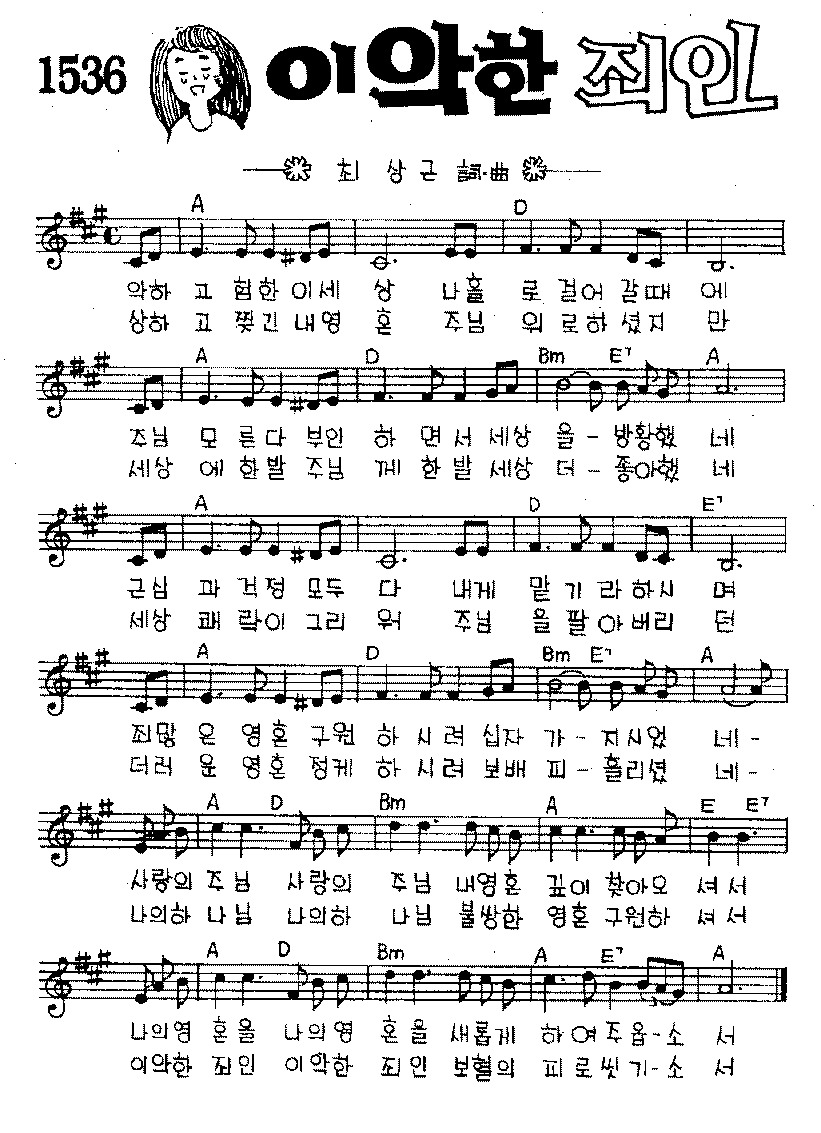 1536 이악한 죄인
최 상 근 詞·曲
A D
악하 고 험한 이세 상 나홀 로 걸어 갈때 에
상하 고 찢긴 내영 혼 주님 위로하 셨지 만
A D Bm E7 A
주님 모 른다 부인 하 면서 세상 을- 방황했 네
세상 에 한발 주님 께 한발 세상 더- 좋아했 네
A D E7
근심 과 걱정 모두 다 내게 맡기 라하시 며
세상 쾌 락이 그리 워 주님 을 팔아버리 던
A D Bm E7 A
죄많 은 영혼 구원 하 시려 십자 가- 지시었 네-
더러 운 영혼 정케 하 시려 보배 피- 흘리셨 네-
A D Bm A E E7
사랑의 주님 사랑의 주님 내영혼 깊이 찾아오 셔서
나의하 나님 나의하 나님 불쌍한 영혼 구원하 셔서
A D Bm A E7 A
나의영 혼을 나의영 혼을 새롭게 하여주옵-소 서
이악한 죄인 이악한 죄인 보혈의 피로씻기-소 서